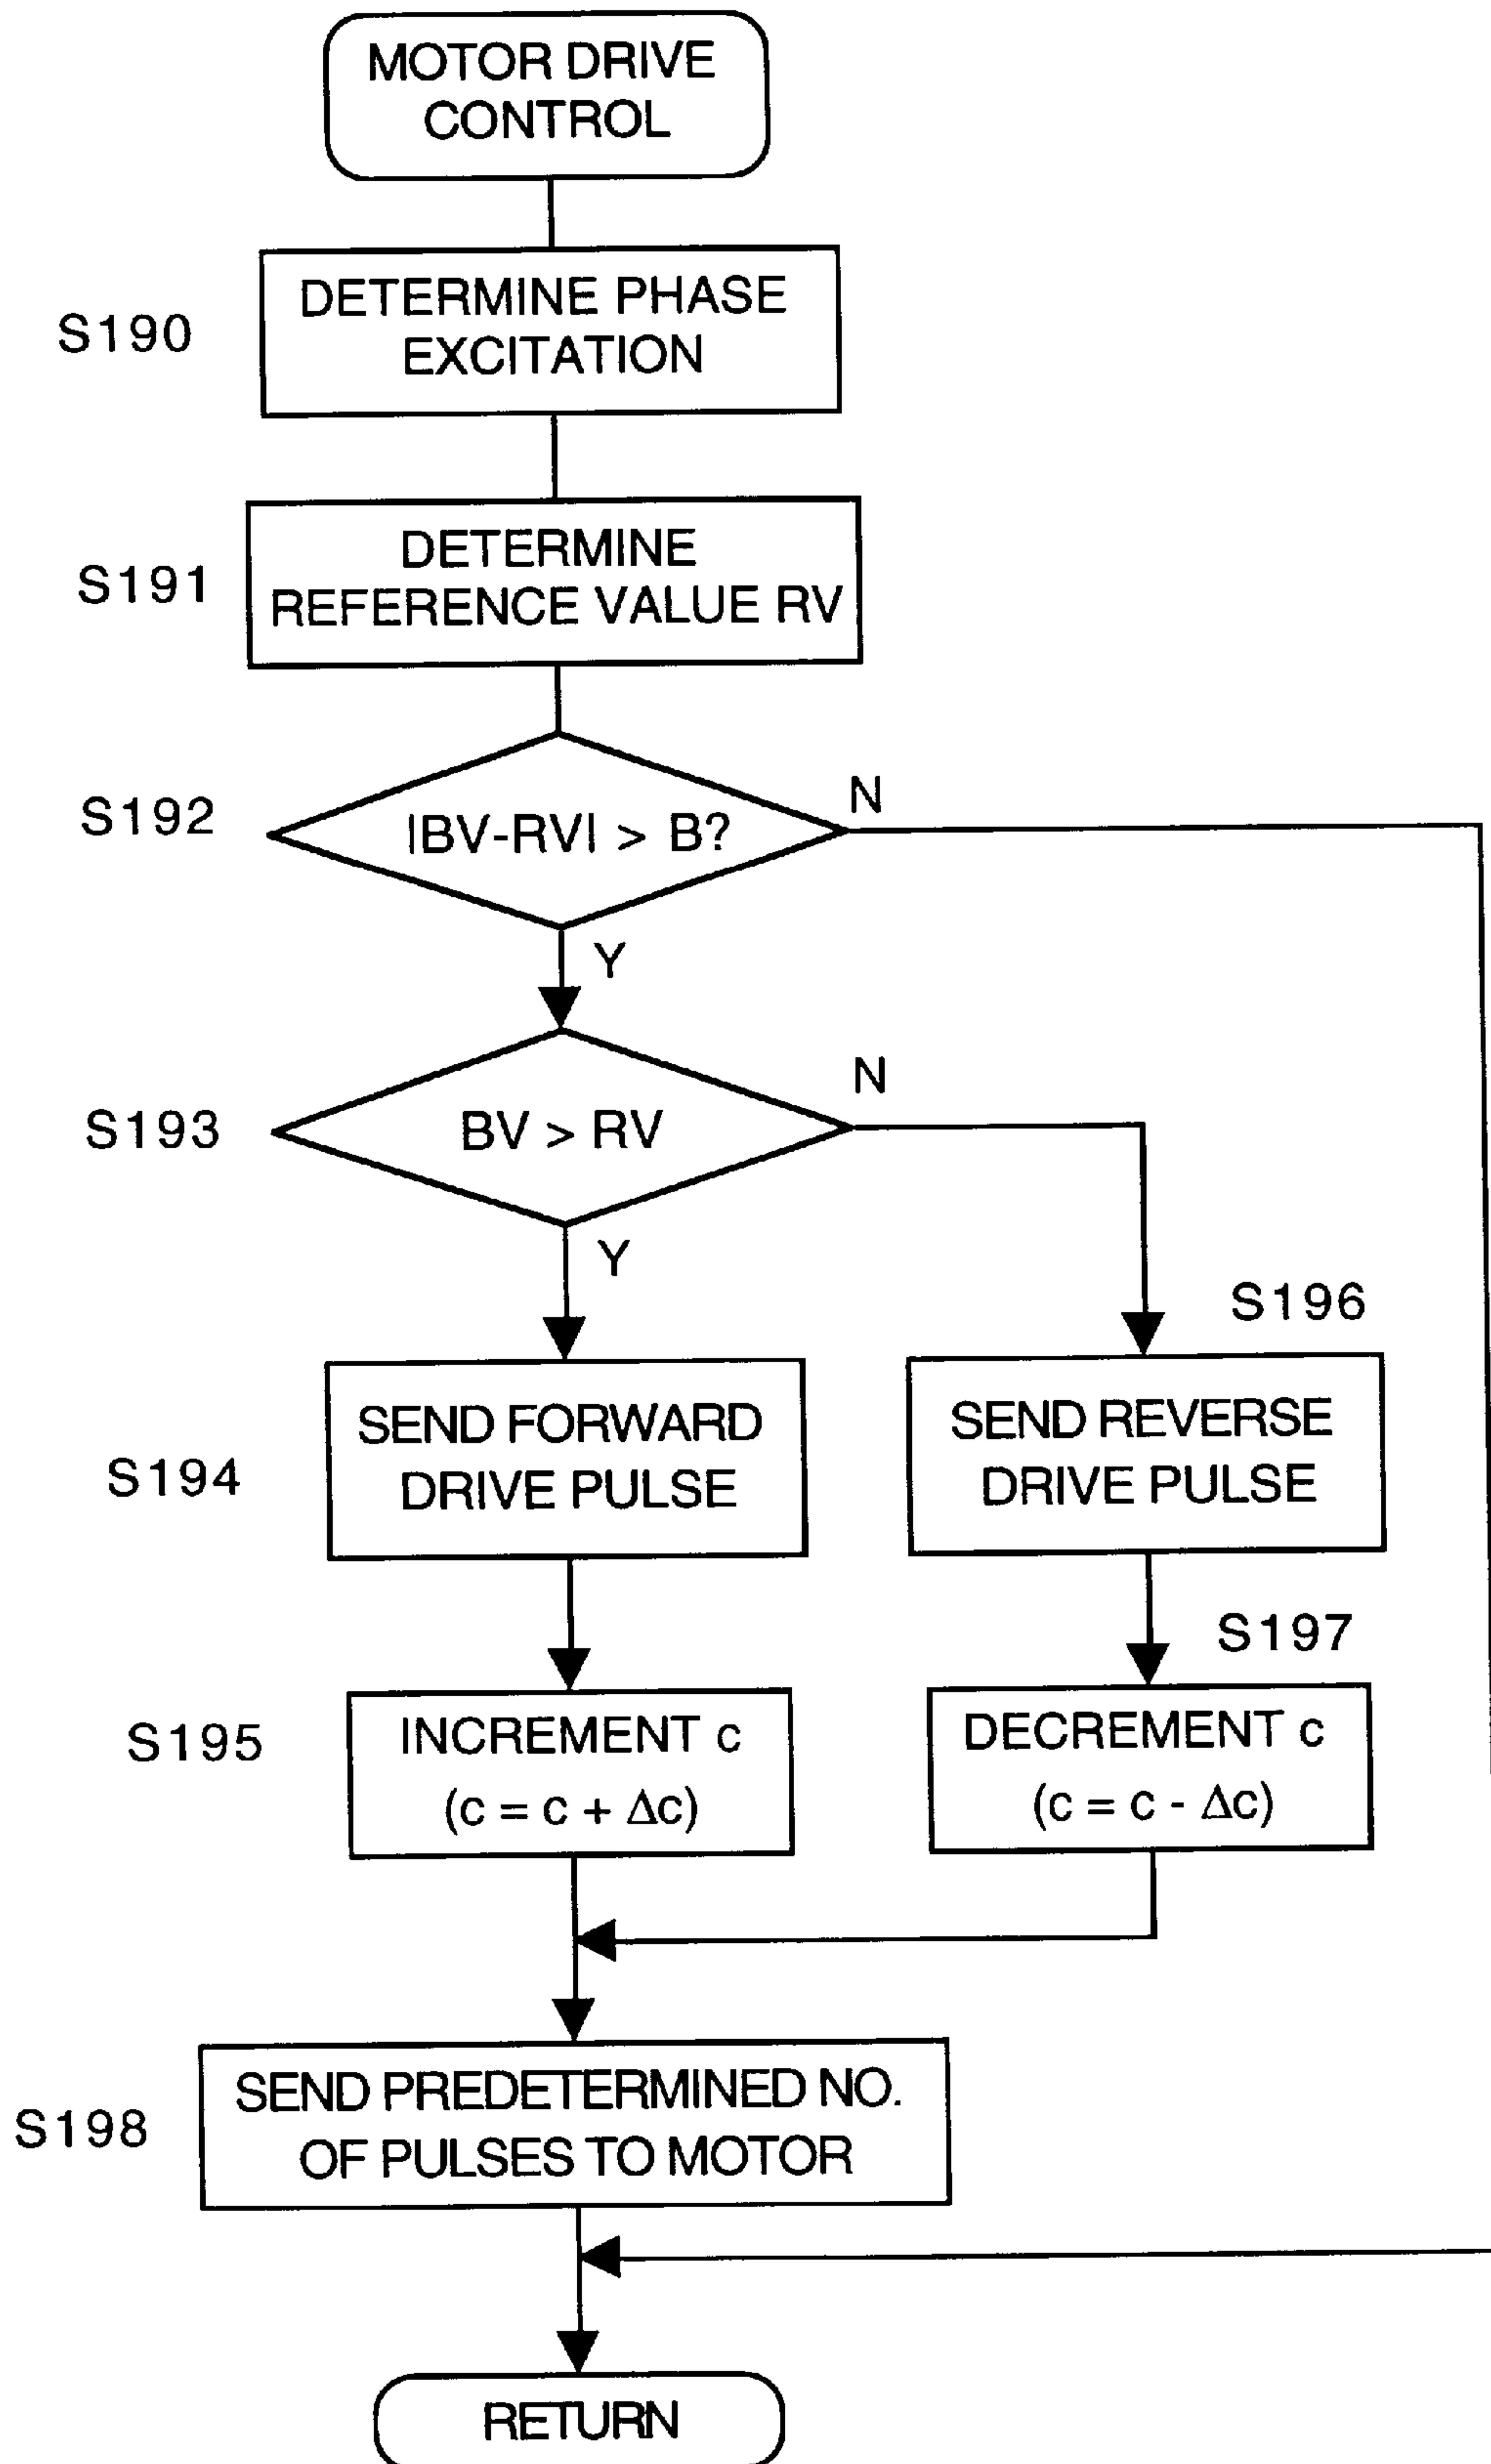 MOTOR DRIVE
CONTROL
S190
DETERMINE PHASE
EXCITATION
S191
DETERMINE
REFERENCE VALUE RV
S192
|BV-RV| > B?
N
Y
S193
BV > RV
N
Y
S194
SEND FORWARD
DRIVE PULSE
S196
SEND REVERSE
DRIVE PULSE
S195
INCREMENT c
(c = c + Δc)
S197
DECREMENT c
(c = c - Δc)
S198
SEND PREDETERMINED NO.
OF PULSES TO MOTOR
RETURN